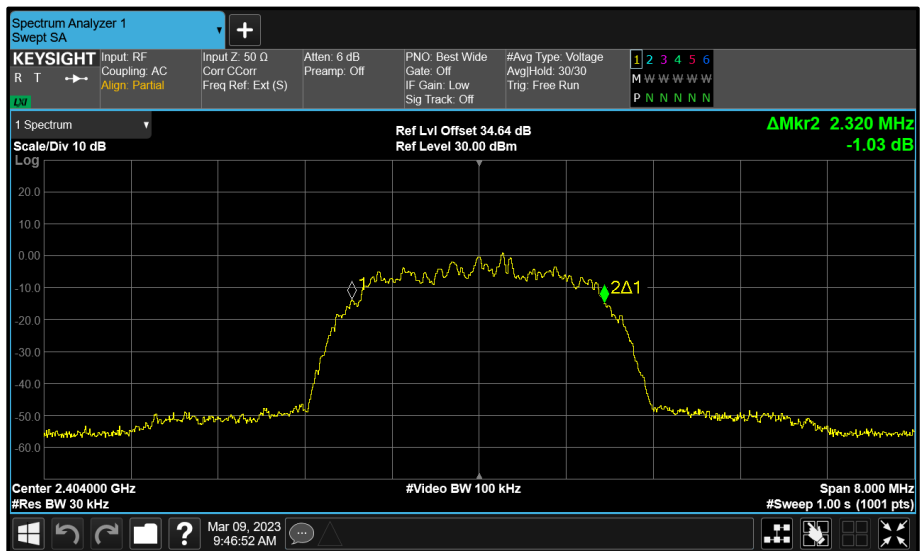 Spectrum Analyzer 1
Swept SA
+
KEYSIGHT
R T
LXI
Input: RF
Coupling: AC
Align: Partial
Input Z: 50 Ω
Corr CCorr
Freq Ref: Ext (S)
Atten: 6 dB
Preamp: Off
PNO: Best Wide
Gate: Off
IF Gain: Low
Sig Track: Off
#Avg Type: Voltage
Avg|Hold: 30/30
Trig: Free Run
1 2 3 4 5 6
M W W W W W W
P N N N N N N
1 Spectrum
Scale/Div 10 dB
Ref Lvl Offset 34.64 dB
Ref Level 30.00 dBm
ΔMkr2 2.320 MHz
-1.03 dB
Log
20.0
10.0
0.00
-10.0
-20.0
-30.0
-40.0
-50.0
-60.0
1
2Δ1
Center 2.404000 GHz
#Video BW 100 kHz
Span 8.000 MHz
#Res BW 30 kHz
#Sweep 1.00 s (1001 pts)
?
Mar 09, 2023
9:46:52 AM